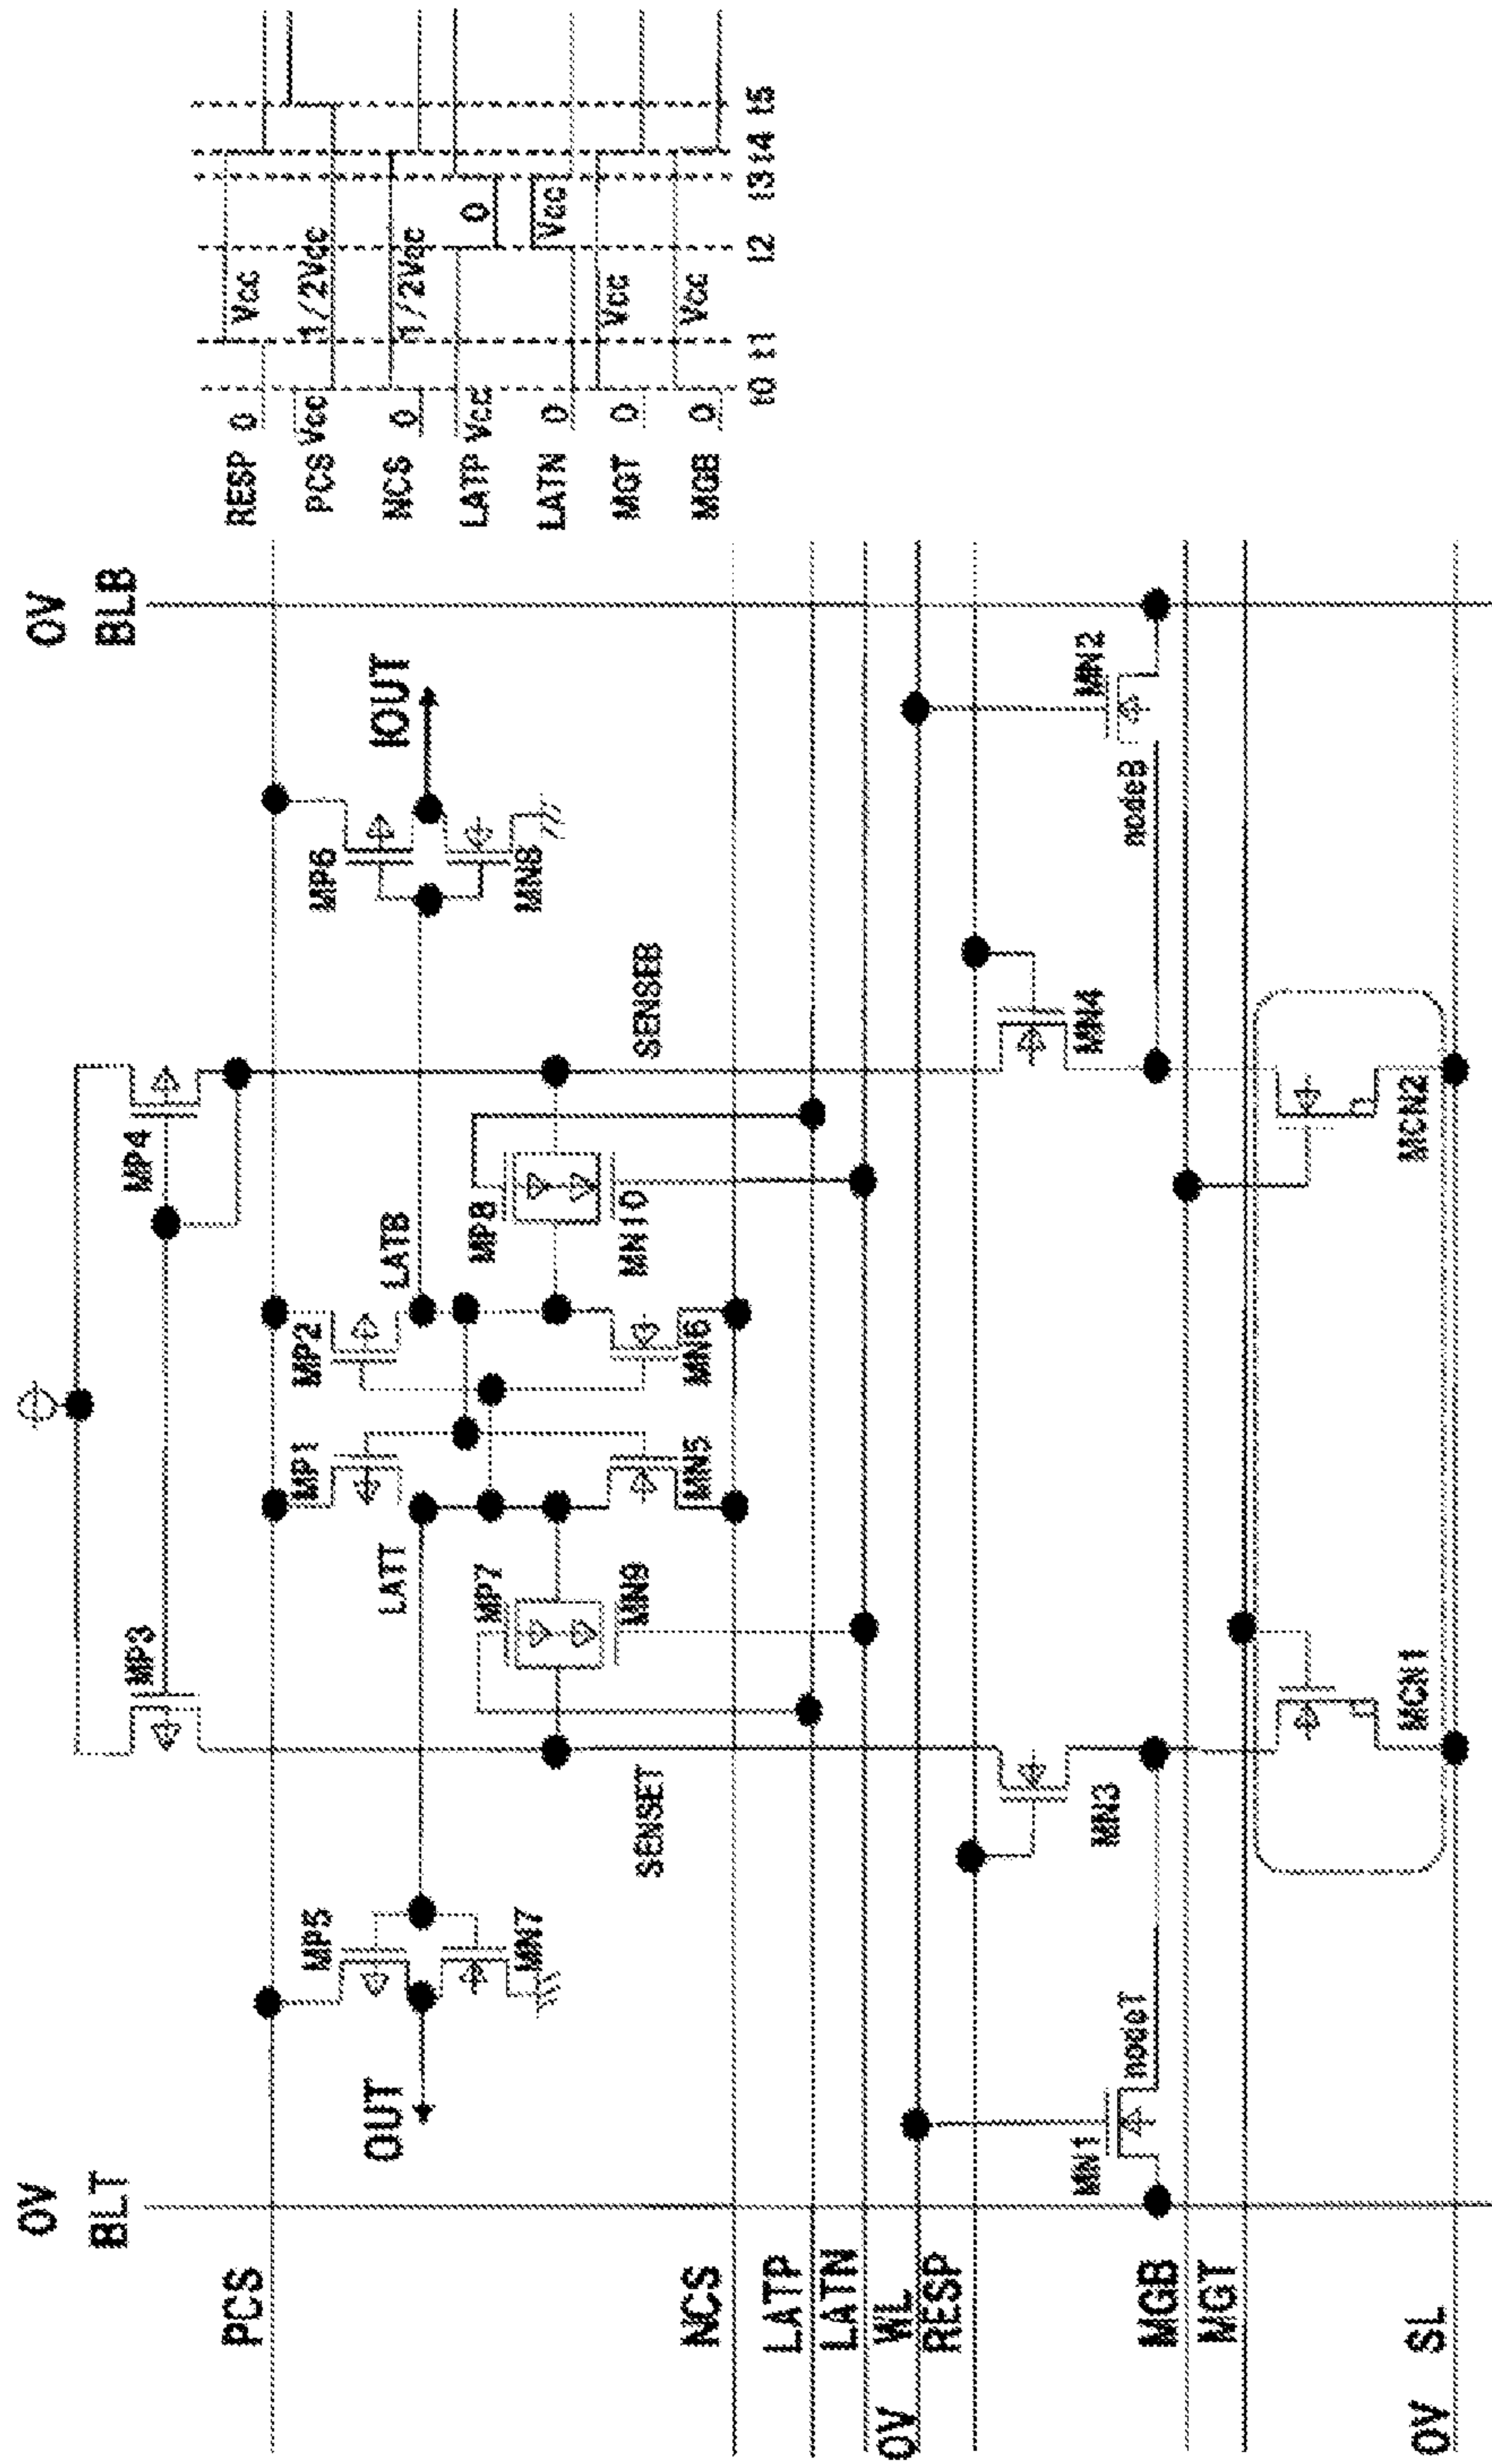 0V
BLT
0V
BLB
MP3
MP4
PCS
MP5
MP1
MP2
MP6
OUT
LATT
LATB
IOUT
MN7
MP7
MP8
MN8
MN9
MN5
MN6
MN10
SENSET
SENSEB
NCS
LATP
LATN
0V WL
RESP
MN1
nodeT
MN3
MN4
nodeB
MN2
MGB
MGT
MCN1
MCN2
0V SL
RESP 0 Vcc
PCS Vcc 1/2Vcc
NCS 0 1/2Vcc
LATP Vcc 0
LATN 0 Vcc
MGT 0 Vcc
MGB 0 Vcc
t0 t1 t2 t3 t4 t5